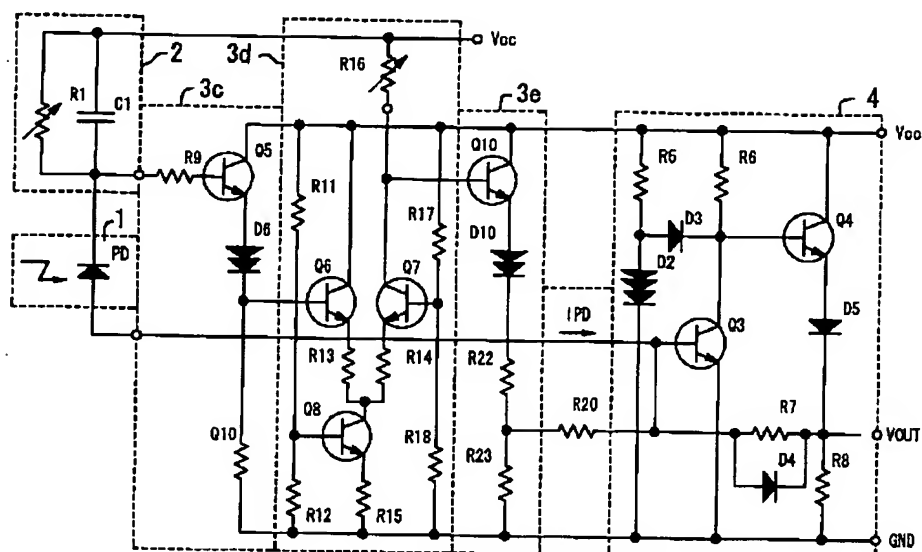 2
3d
R16
Vcc
3c
3e
4
Vcc
R1
C1
R9
Q5
R11
R17
Q10
R5
R6
D3
Q4
1
PD
D6
D10
D2
Q6
Q7
IPD
Q3
D5
R13
R14
R22
Q8
R20
R7
VOUT
Q10
R18
R23
D4
R8
R12
R15
GND